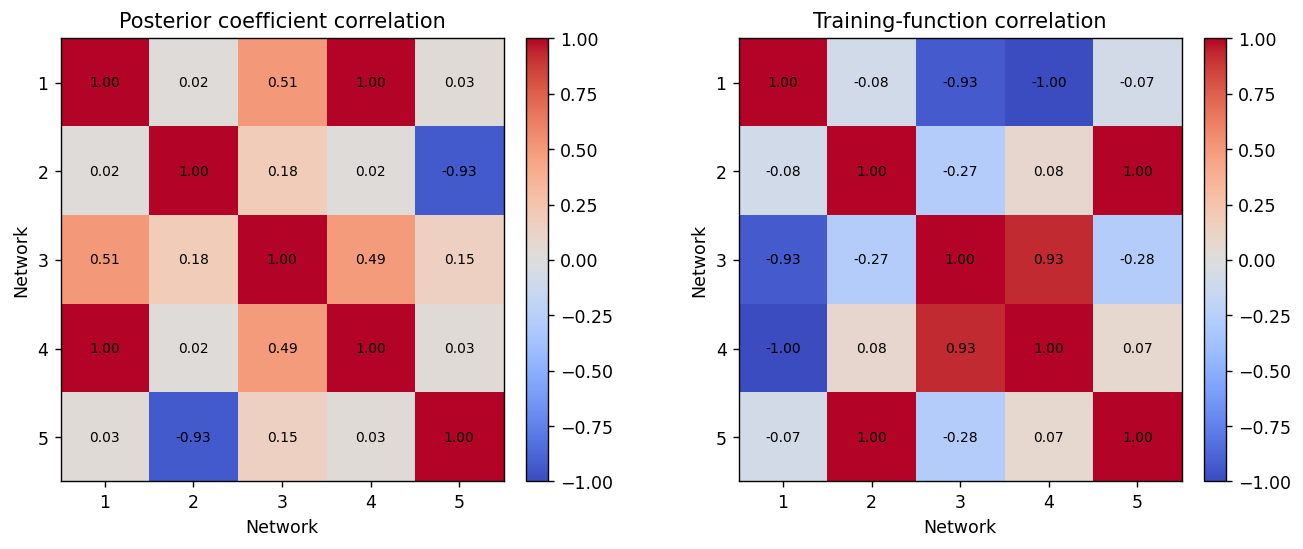 Posterior coefficient correlation
1 1.00 0.02 0.51 1.00 0.03
2 0.02 1.00 0.18 0.02 -0.93
3 0.51 0.18 1.00 0.49 0.15
4 1.00 0.02 0.49 1.00 0.03
5 0.03 -0.93 0.15 0.03 1.00
1 2 3 4 5
Network
Network
1.00
0.75
0.50
0.25
0.00
−0.25
−0.50
−0.75
−1.00
Training-function correlation
1 1.00 -0.08 -0.93 -1.00 -0.07
2 -0.08 1.00 -0.27 0.08 1.00
3 -0.93 -0.27 1.00 0.93 -0.28
4 -1.00 0.08 0.93 1.00 0.07
5 -0.07 1.00 -0.28 0.07 1.00
1 2 3 4 5
Network
Network
1.00
0.75
0.50
0.25
0.00
−0.25
−0.50
−0.75
−1.00